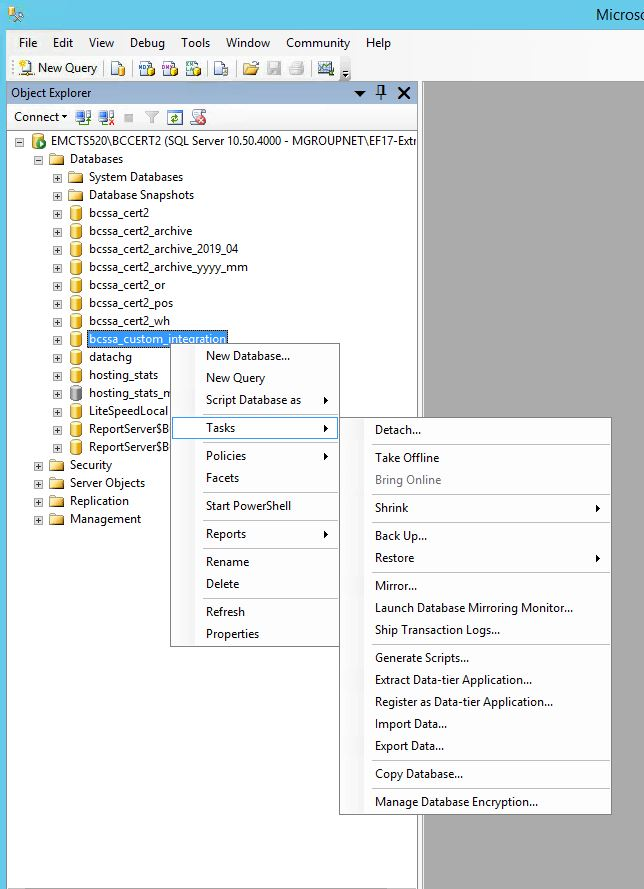 Microso
File Edit View Debug Tools Window Community Help
New Query
Object Explorer
Connect
EMCTS520\BCCERT2 (SQL Server 10.50.4000 - MGROUPNET\EF17-Extr
Databases
System Databases
Database Snapshots
bcssa_cert2
bcssa_cert2_archive
bcssa_cert2_archive_2019_04
bcssa_cert2_archive_yyyy_mm
bcssa_cert2_or
bcssa_cert2_pos
bcssa_cert2_wh
bcssa_custom_integration
datachg
hosting_stats
hosting_stats_m
LiteSpeedLocal
ReportServer$B
ReportServer$B
Security
Server Objects
Replication
Management
New Database...
New Query
Script Database as
Tasks
Policies
Facets
Start PowerShell
Reports
Rename
Delete
Refresh
Properties
Detach...
Take Offline
Bring Online
Shrink
Back Up...
Restore
Mirror...
Launch Database Mirroring Monitor...
Ship Transaction Logs...
Generate Scripts...
Extract Data-tier Application...
Register as Data-tier Application...
Import Data...
Export Data...
Copy Database...
Manage Database Encryption...